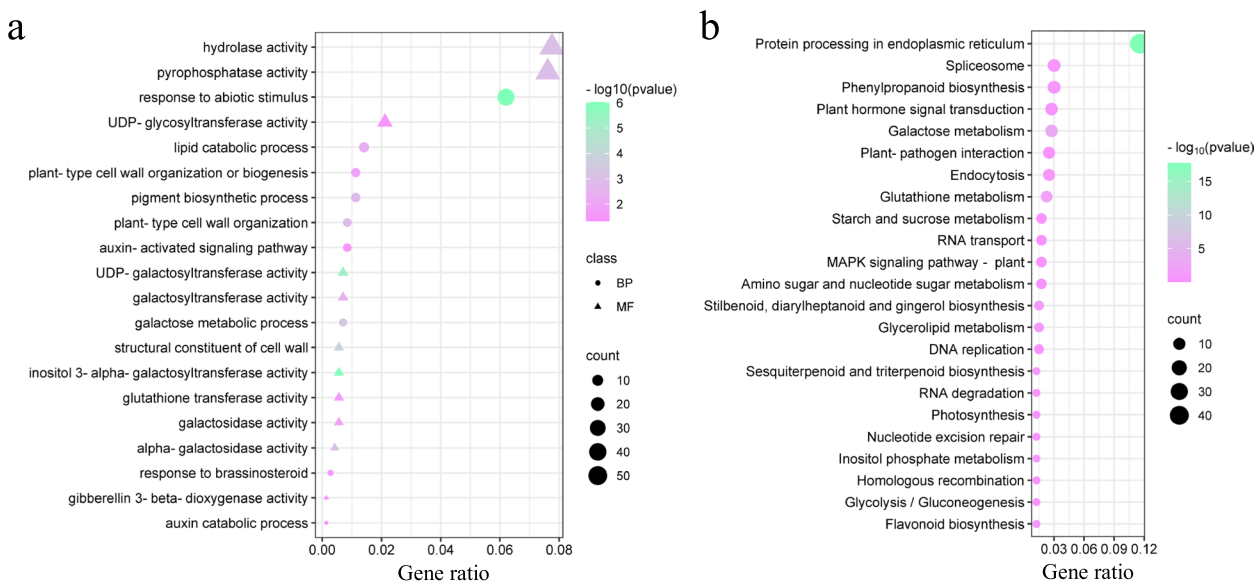 a
hydrolase activity
pyrophosphatase activity
response to abiotic stimulus
UDP- glycosyltransferase activity
lipid catabolic process
plant- type cell wall organization or biogenesis
pigment biosynthetic process
plant- type cell wall organization
auxin- activated signaling pathway
UDP- galactosyltransferase activity
galactosyltransferase activity
galactose metabolic process
structural constituent of cell wall
inositol 3- alpha- galactosyltransferase activity
glutathione transferase activity
galactosidase activity
alpha- galactosidase activity
response to brassinosteroid
gibberellin 3- beta- dioxygenase activity
auxin catabolic process
0.00 0.02 0.04 0.06 0.08
Gene ratio
- log10(pvalue)
6
5
4
3
2
class
BP
MF
count
10
20
30
40
50
b
Protein processing in endoplasmic reticulum
Spliceosome
Phenylpropanoid biosynthesis
Plant hormone signal transduction
Galactose metabolism
Plant- pathogen interaction
Endocytosis
Glutathione metabolism
Starch and sucrose metabolism
RNA transport
MAPK signaling pathway - plant
Amino sugar and nucleotide sugar metabolism
Stilbenoid, diarylheptanoid and gingerol biosynthesis
Glycerolipid metabolism
DNA replication
Sesquiterpenoid and triterpenoid biosynthesis
RNA degradation
Photosynthesis
Nucleotide excision repair
Inositol phosphate metabolism
Homologous recombination
Glycolysis / Gluconeogenesis
Flavonoid biosynthesis
0.03 0.06 0.09 0.12
Gene ratio
- log10(pvalue)
15
10
5
count
10
20
30
40